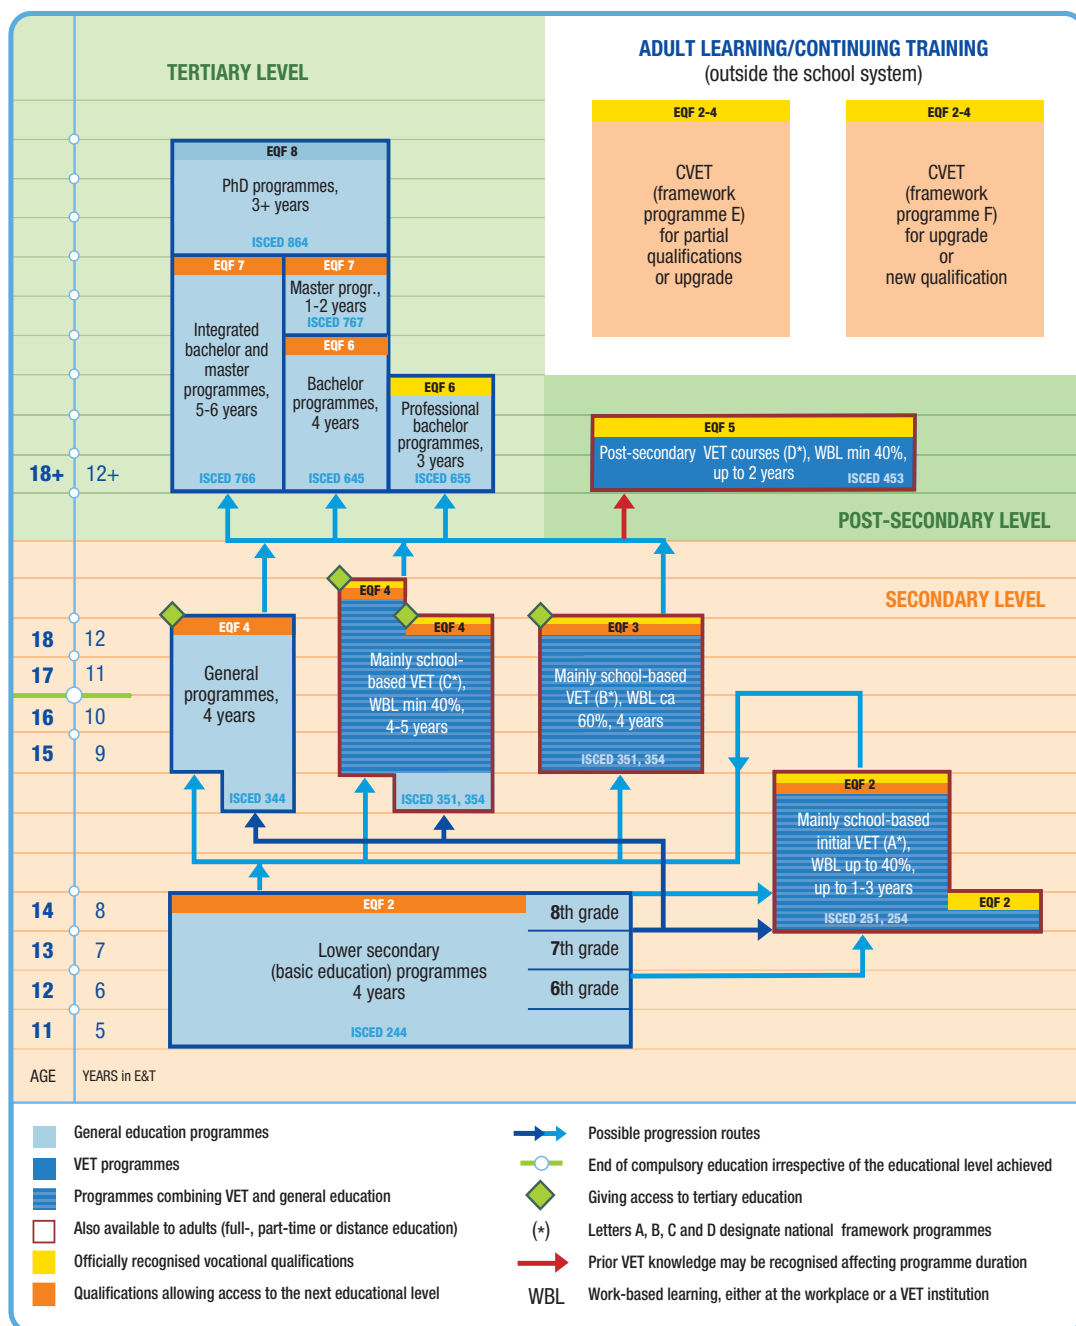 TERTIARY LEVEL
ADULT LEARNING/CONTINUING TRAINING
(outside the school system)
EQF 2-4
CVET
(framework
programme E)
for partial
qualifications
or upgrade
EQF 2-4
CVET
(framework
programme F)
for upgrade
or
new qualification
EQF 8
PhD programmes,
3+ years
ISCED 864
EQF 7
Integrated
bachelor and
master
programmes,
5-6 years
ISCED 766
EQF 7
Master progr.,
1-2 years
ISCED 767
EQF 6
Bachelor
programmes,
4 years
ISCED 645
EQF 6
Professional
bachelor
programmes,
3 years
ISCED 655
EQF 5
Post-secondary VET courses (D*), WBL min 40%,
up to 2 years
ISCED 453
18+ 12+
POST-SECONDARY LEVEL
SECONDARY LEVEL
EQF 4
General
programmes,
4 years
ISCED 344
EQF 4
EQF 4
Mainly school-
based VET (C*),
WBL min 40%,
4-5 years
ISCED 351, 354
EQF 3
Mainly school-based
VET (B*), WBL ca
60%, 4 years
ISCED 351, 354
EQF 2
Mainly school-based
initial VET (A*),
WBL up to 40%,
up to 1-3 years
ISCED 251, 254
EQF 2
18 12
17 11
16 10
15 9
14 8
13 7
12 6
11 5
AGE YEARS in E&T
EQF 2
Lower secondary
(basic education) programmes
4 years
ISCED 244
8th grade
7th grade
6th grade
General education programmes
VET programmes
Programmes combining VET and general education
Also available to adults (full-, part-time or distance education)
Officially recognised vocational qualifications
Qualifications allowing access to the next educational level
Possible progression routes
End of compulsory education irrespective of the educational level achieved
Giving access to tertiary education
(*) Letters A, B, C and D designate national framework programmes
Prior VET knowledge may be recognised affecting programme duration
WBL Work-based learning, either at the workplace or a VET institution